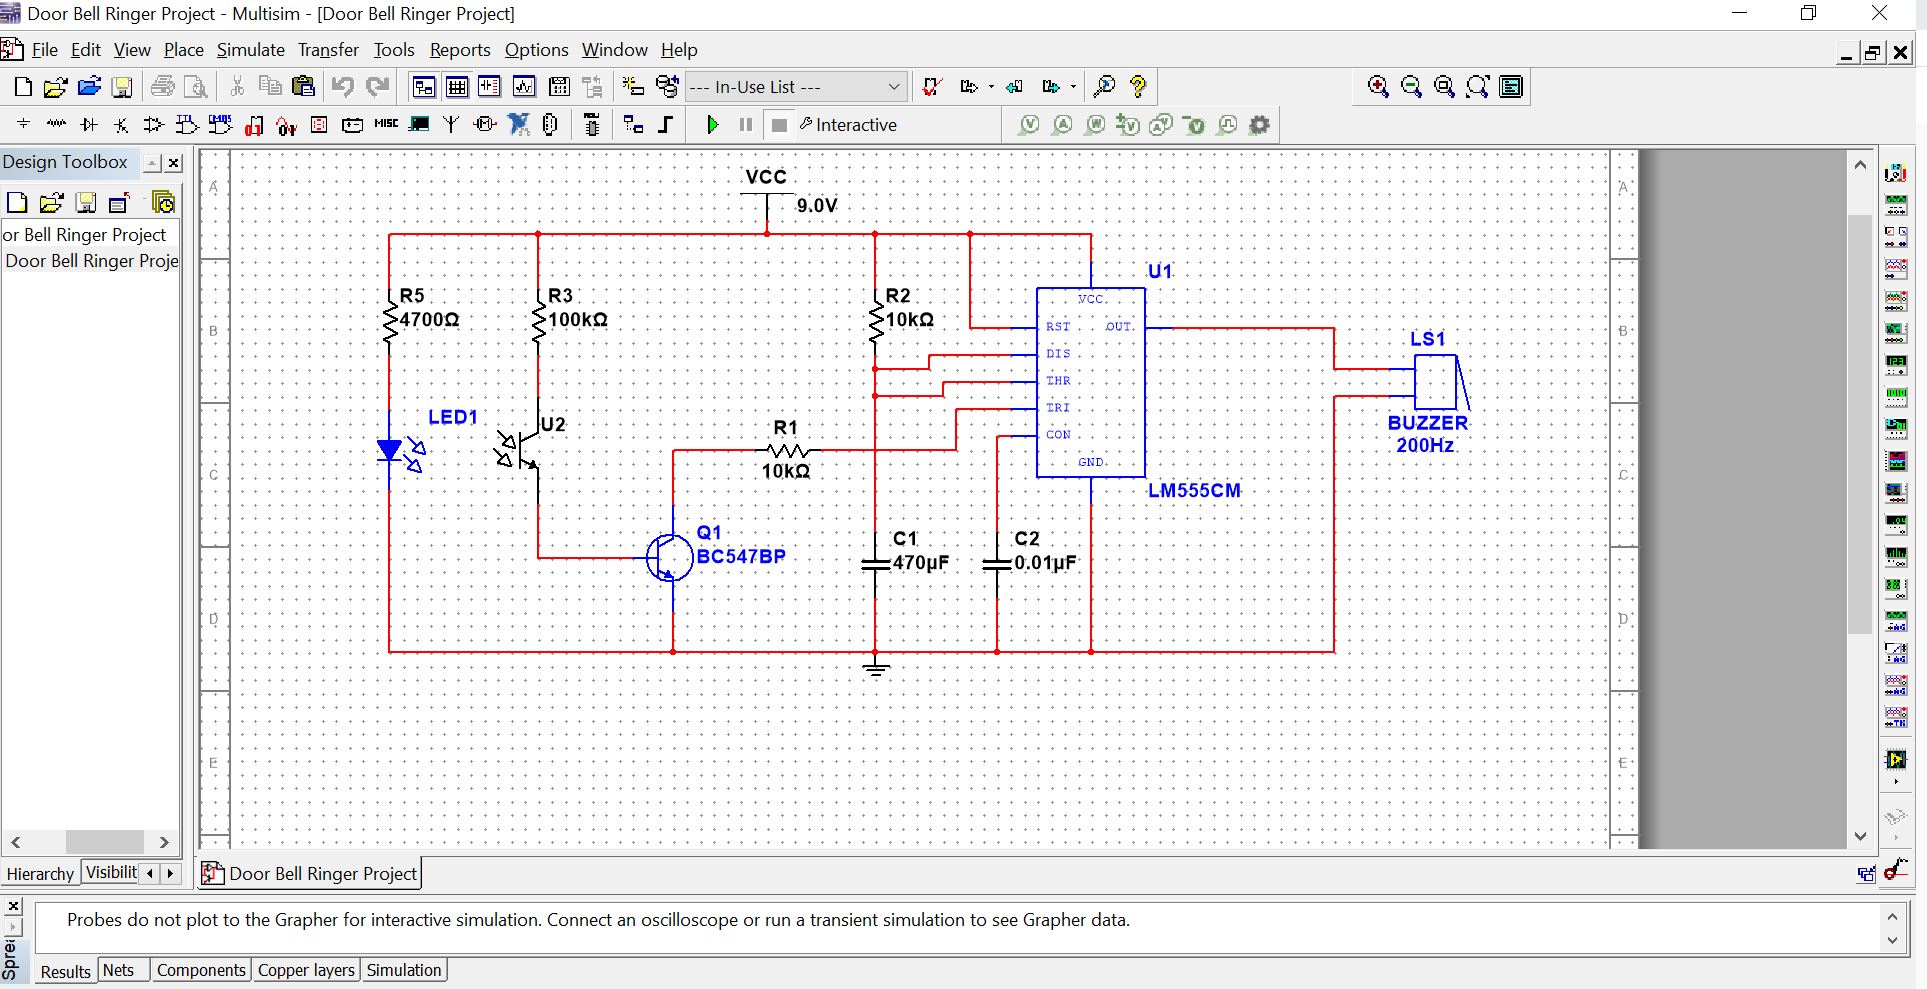 Door Bell Ringer Project - Multisim - [Door Bell Ringer Project]
File Edit View Place Simulate Transfer Tools Reports Options Window Help
--- In-Use List ---
MISC Interactive
Design Toolbox
or Bell Ringer Project
Door Bell Ringer Proje
A
A
B
B
C
C
D
D
E
E
VCC
9.0V
R5
4700Ω
R3
100kΩ
R2
10kΩ
U1
VCC
RST OUT
DIS
THR
TRI
CON
GND
LM555CM
LS1
BUZZER
200Hz
LED1
U2
R1
10kΩ
Q1
BC547BP
C1
470µF
C2
0.01µF
Hierarchy Visibilit
Door Bell Ringer Project
Probes do not plot to the Grapher for interactive simulation. Connect an oscilloscope or run a transient simulation to see Grapher data.
Spre
Results Nets Components Copper layers Simulation